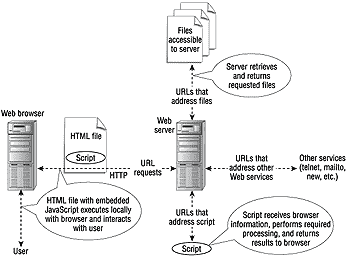 Files
accessible
to server
Server retrieves
and returns
requested files
URLs that
address files
Web browser
HTML file
Script
Web
server
HTTP
URL
requests
URLs that
address other
Web services
Other services
(telnet, mailto,
new, etc.)
HTML file with embedded
JavaScript executes locally
with browser and interacts
with user
URLs that
address script
Script receives browser
information, performs required
processing, and returns
results to browser
User
Script